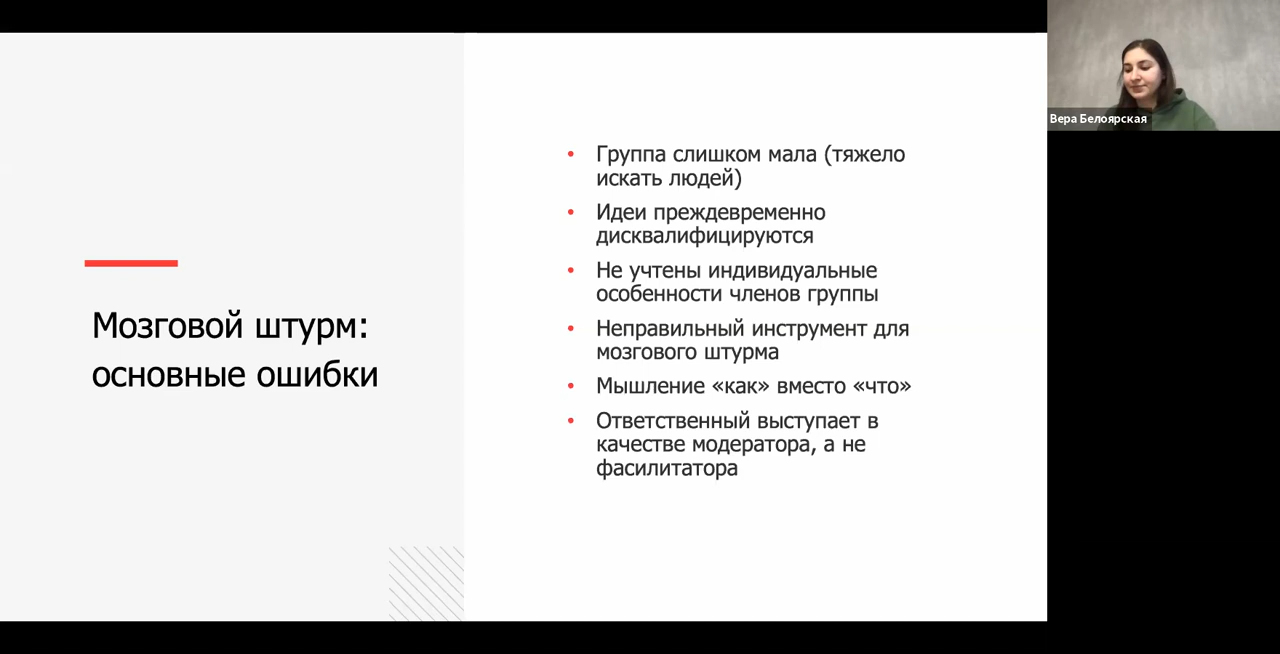 Мозговой штурм:
основные ошибки
• Группа слишком мала (тяжело
искать людей)
• Идеи преждевременно
дисквалифицируются
• Не учтены индивидуальные
особенности членов группы
• Неправильный инструмент для
мозгового штурма
• Мышление «как» вместо «что»
• Ответственный выступает в
качестве модератора, а не
фасилитатора
Вера Белоярская